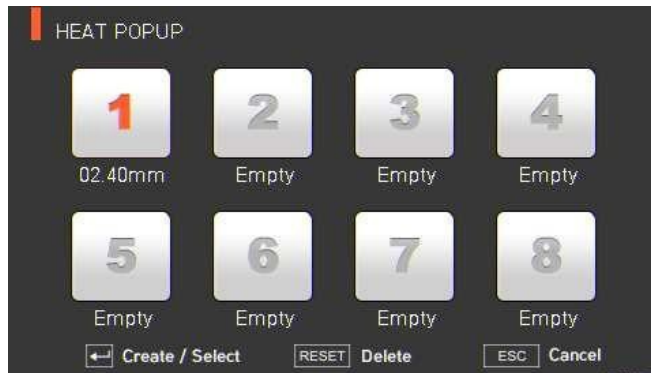 HEAT POPUP
1 2 3 4
02.40mm Empty Empty Empty
5 6 7 8
Empty Empty Empty Empty
Create / Select RESET Delete ESC Cancel